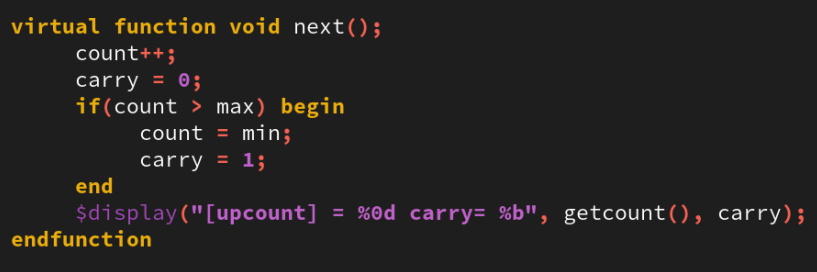 virtual function void next();
count++;
carry = 0;
if(count > max) begin
count = min;
carry = 1;
end
$display("[upcount] = %0d carry= %b", getcount(), carry);
endfunction